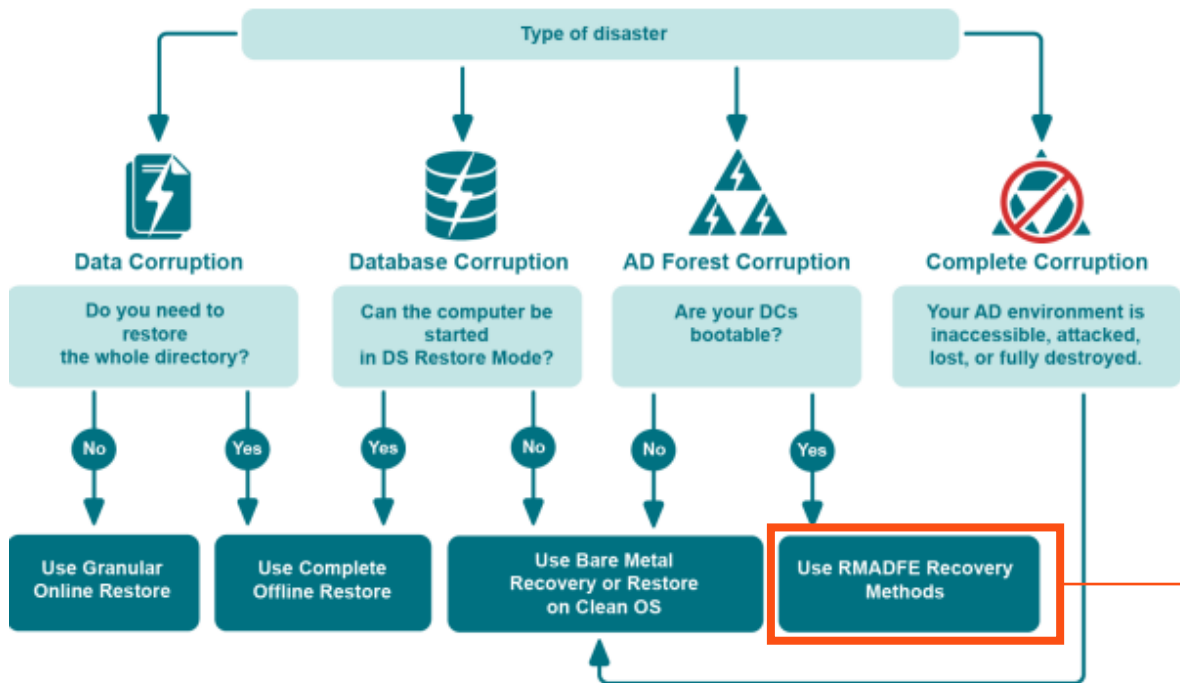 Type of disaster
Data Corruption
Database Corruption
AD Forest Corruption
Complete Corruption
Do you need to
restore
the whole directory?
Can the computer be
started
in DS Restore Mode?
Are your DCs
bootable?
Your AD environment is
inaccessible, attacked,
lost, or fully destroyed.
No
Yes
Yes
No
No
Yes
Use Granular
Online Restore
Use Complete
Offline Restore
Use Bare Metal
Recovery or Restore
on Clean OS
Use RMADFE Recovery
Methods